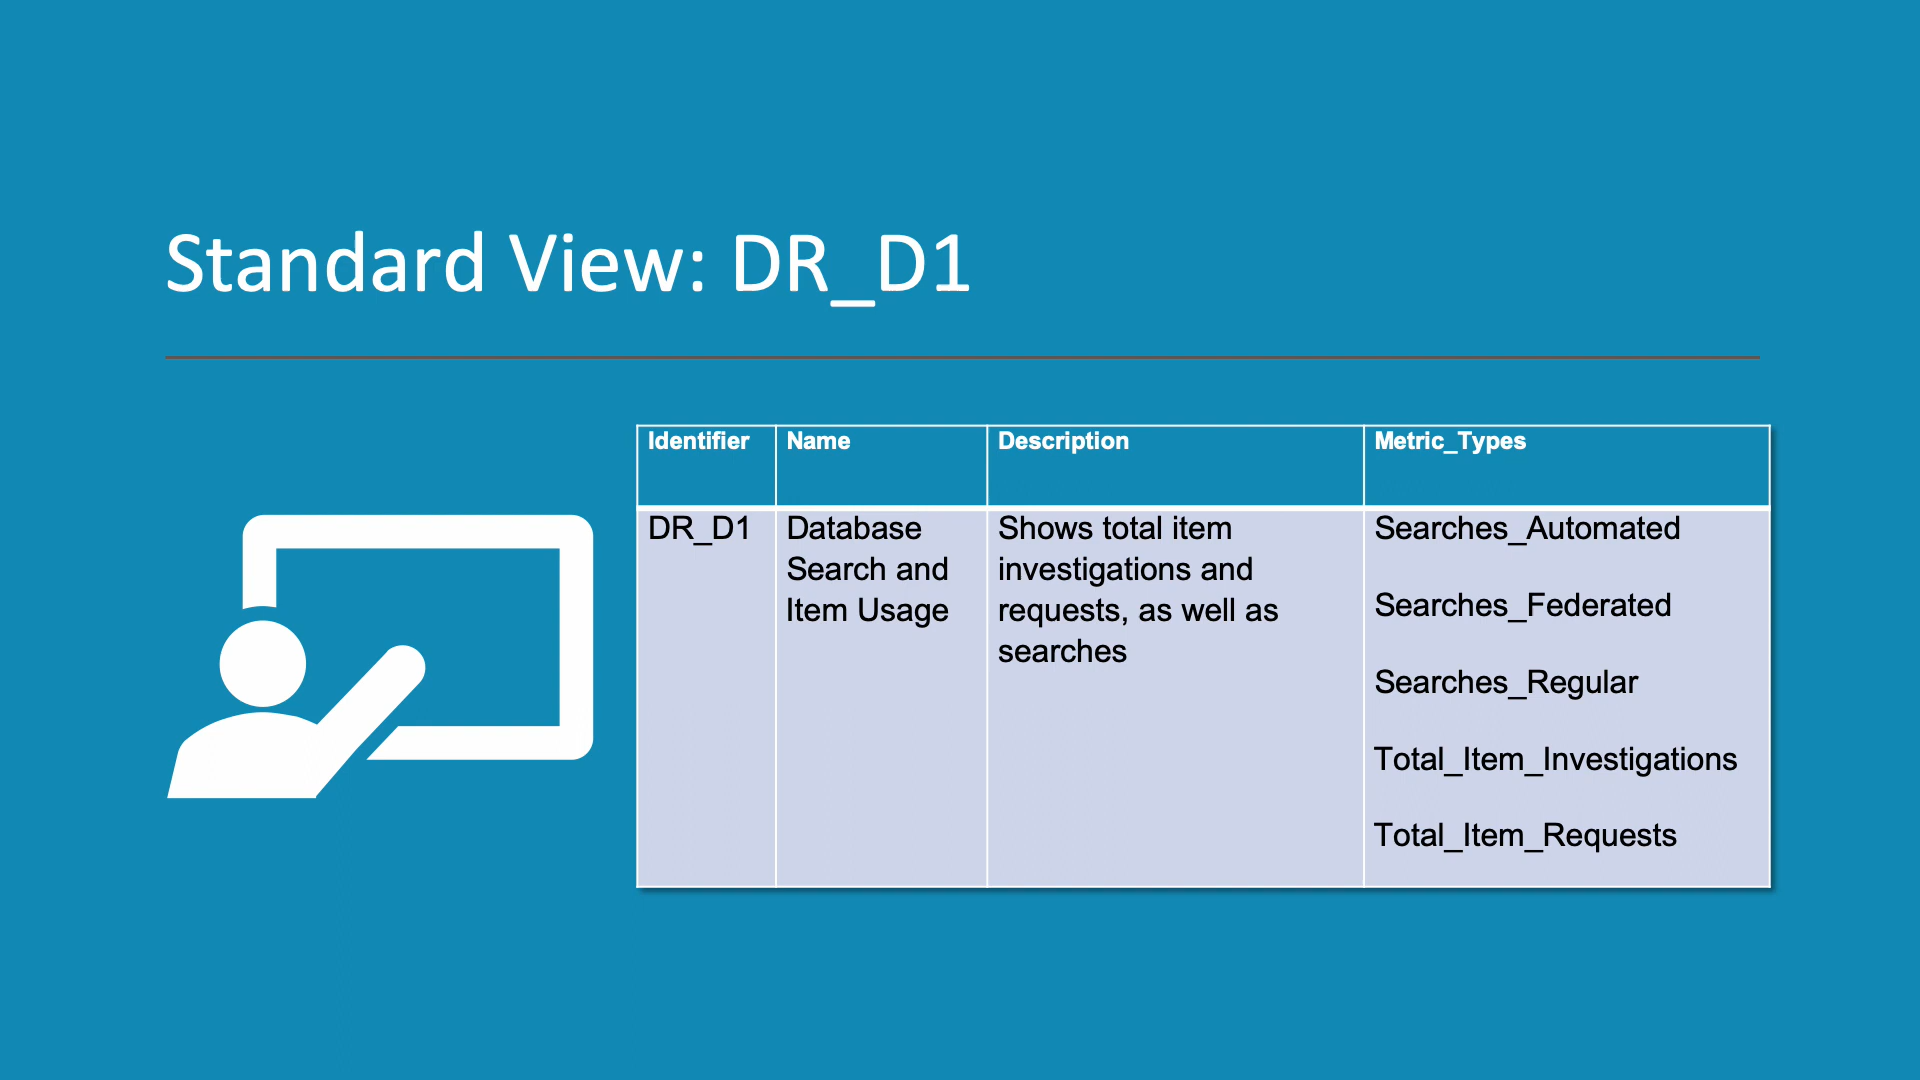 Standard View: DR_D1
Identifier
Name
Description
Metric_Types
DR_D1
Database
Search and
Item Usage
Shows total item
investigations and
requests, as well as
searches
Searches_Automated
Searches_Federated
Searches_Regular
Total_Item_Investigations
Total_Item_Requests